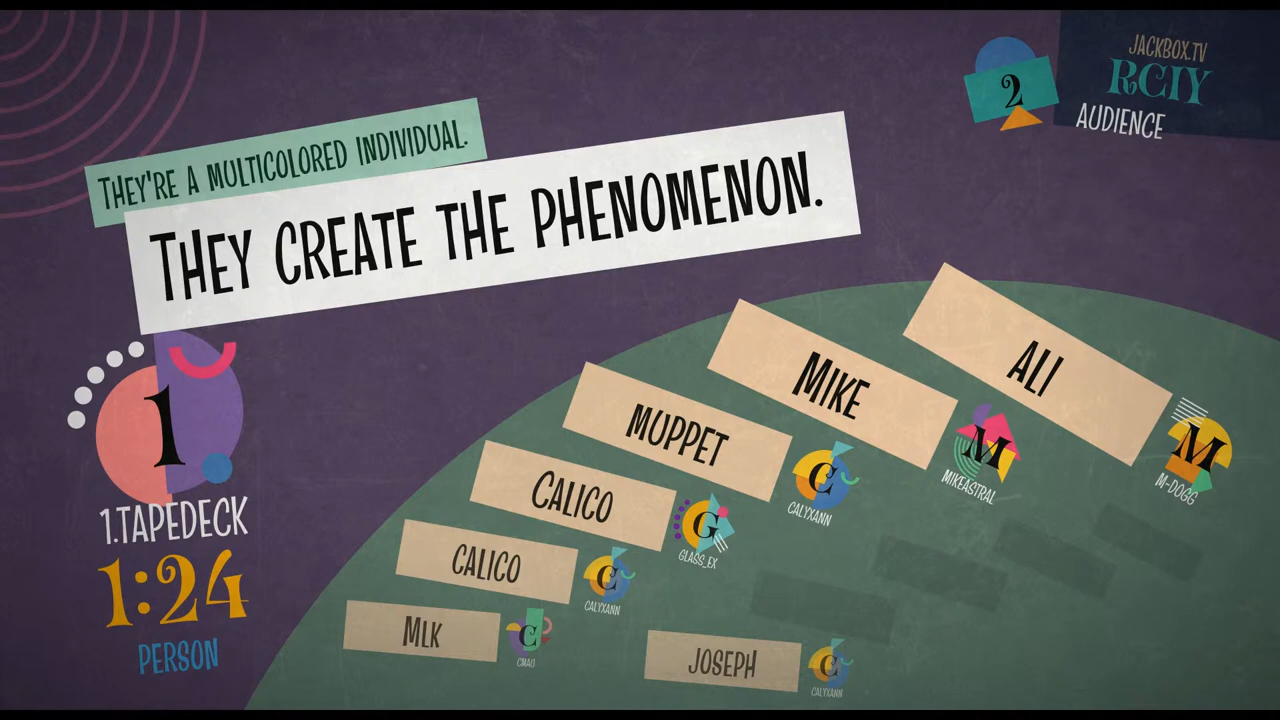 JACKBOX.TV
RCIY
AUDIENCE
2
THEY'RE A MULTICOLORED INDIVIDUAL.
THEY CREATE THE PHENOMENON.
1
1.TAPEDECK
1:24
PERSON
ALI
M
M-DOGG
MIKE
M
MIKEASTRAL
MUPPET
C
CALYXANN
CALICO
G
GLASS_EX
CALICO
C
CALYXANN
MLK
C
CMAU
JOSEPH
C
CALYXANN